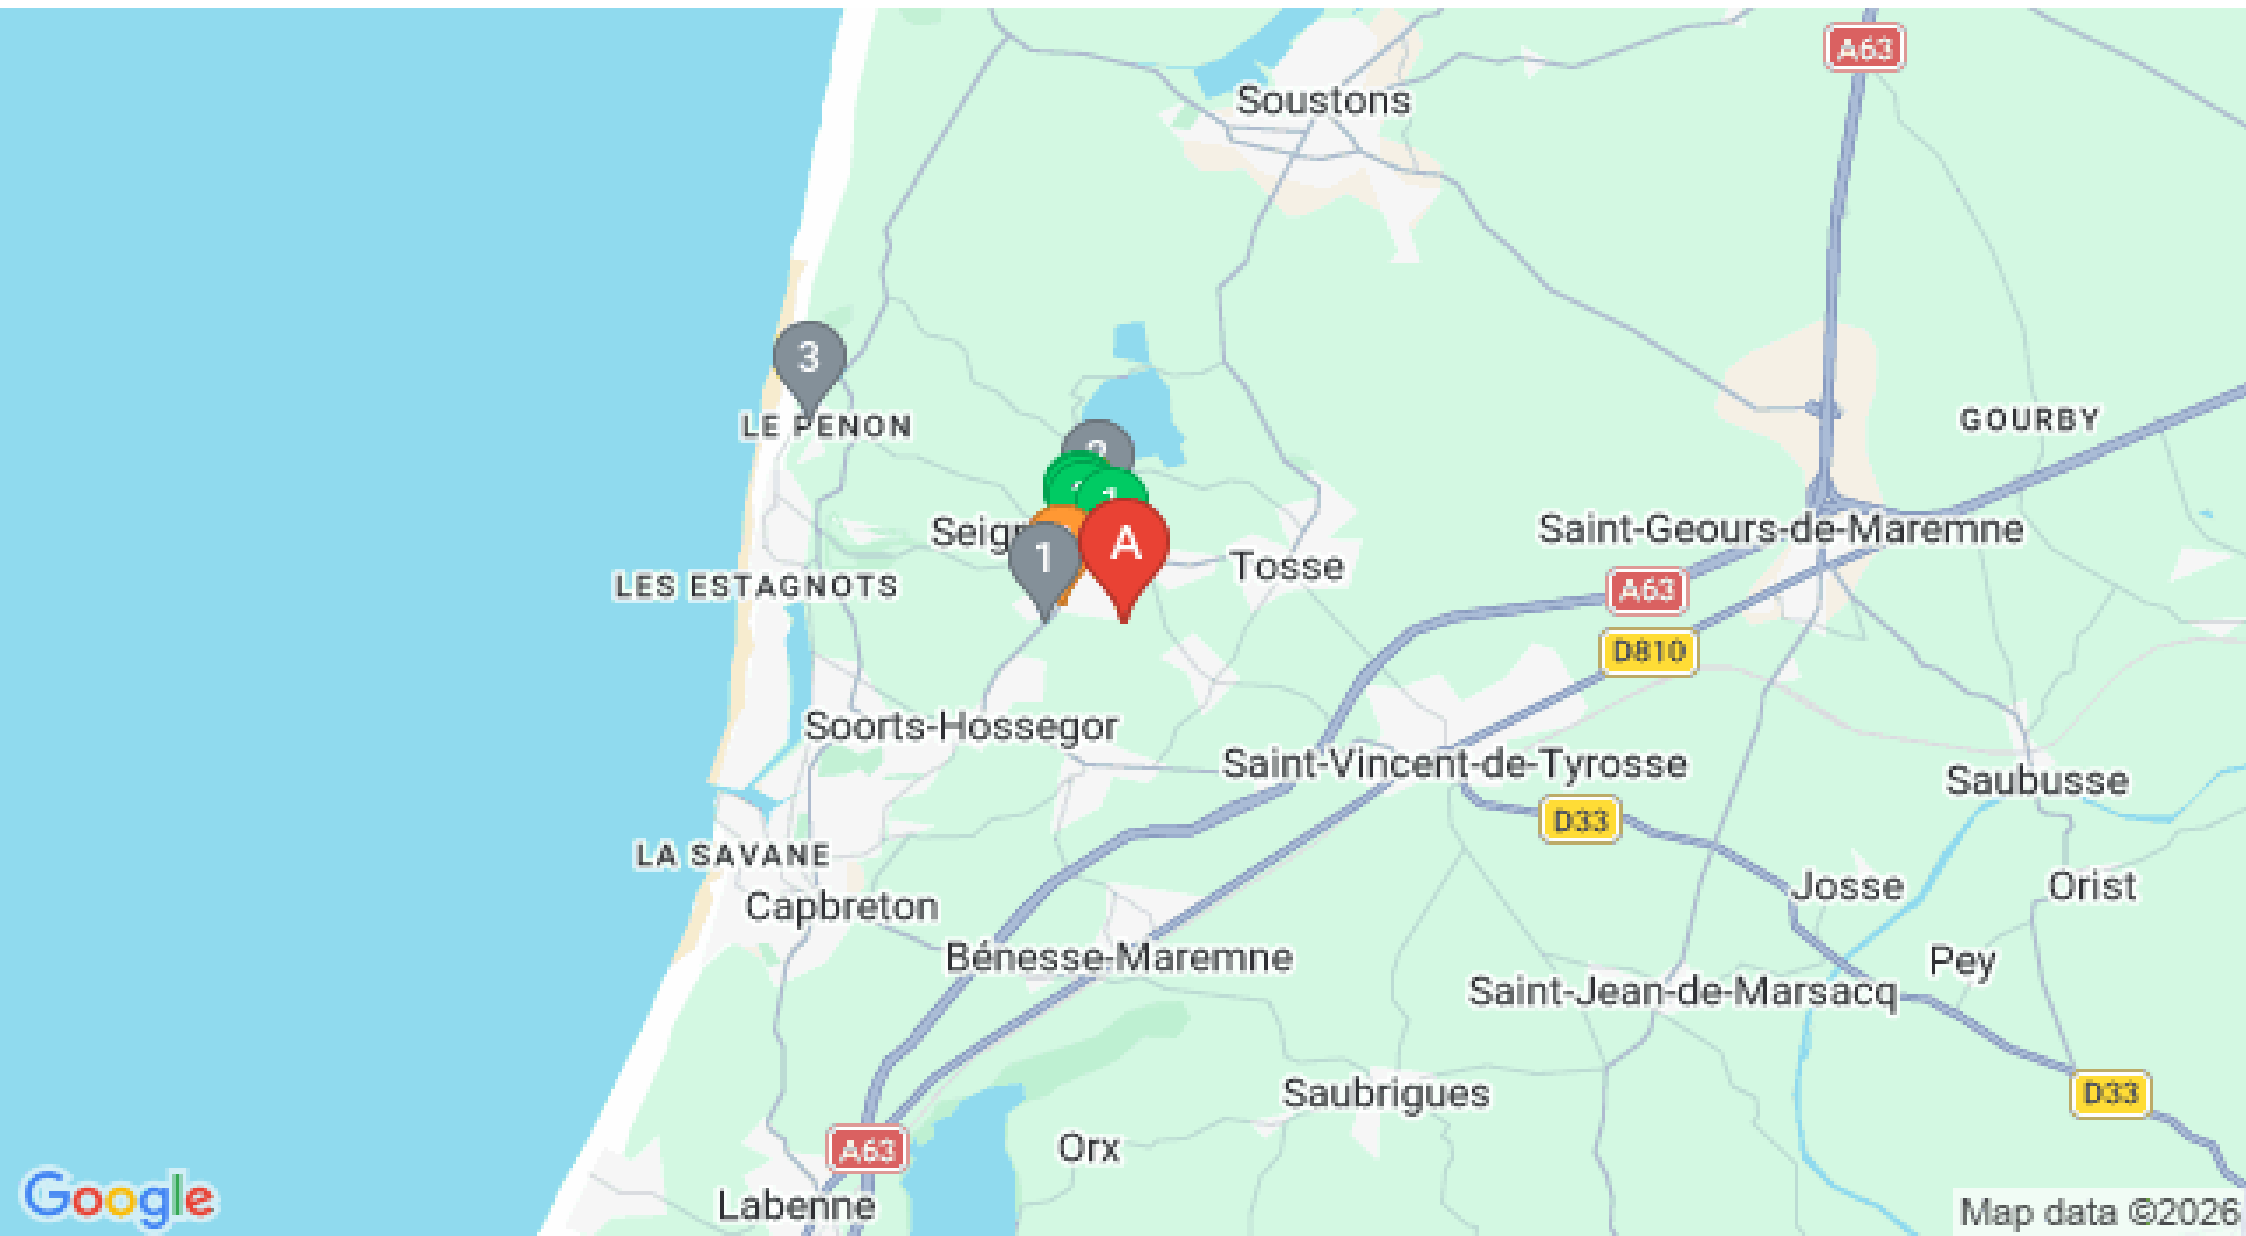 A63
Soustons
3
LE PENON
GOURBY
1
Seig
1
A
Tosse
Saint-Geours-de-Maremne
LES ESTAGNOTS
A63
D810
Soorts-Hossegor
Saint-Vincent-de-Tyrosse
Saubusse
D33
LA SAVANE
Josse
Orist
Capbreton
Bénesse-Maremne
Pey
Saint-Jean-de-Marsacq
Saubrigues
D33
A63
Orx
Labenne
Google
Map data ©2026